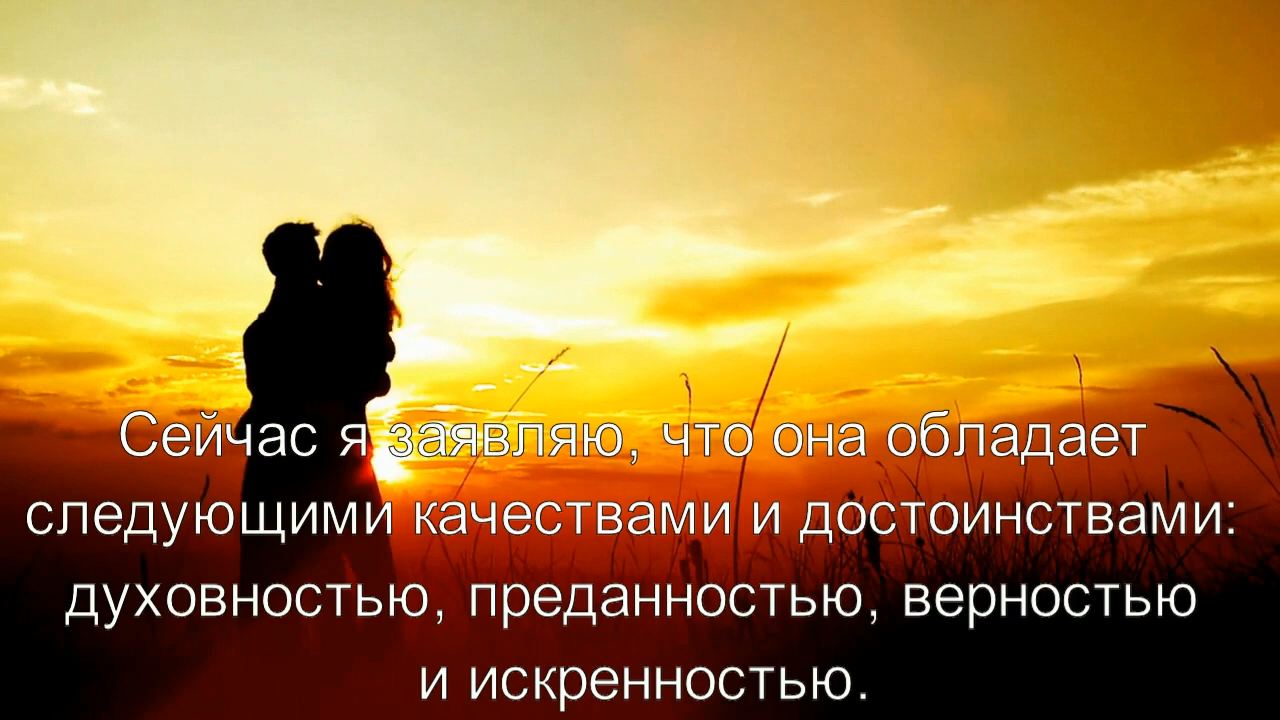 Сейчас я заявляю, что она обладает
следующими качествами и достоинствами:
духовностью, преданностью, верностью
и искренностью.